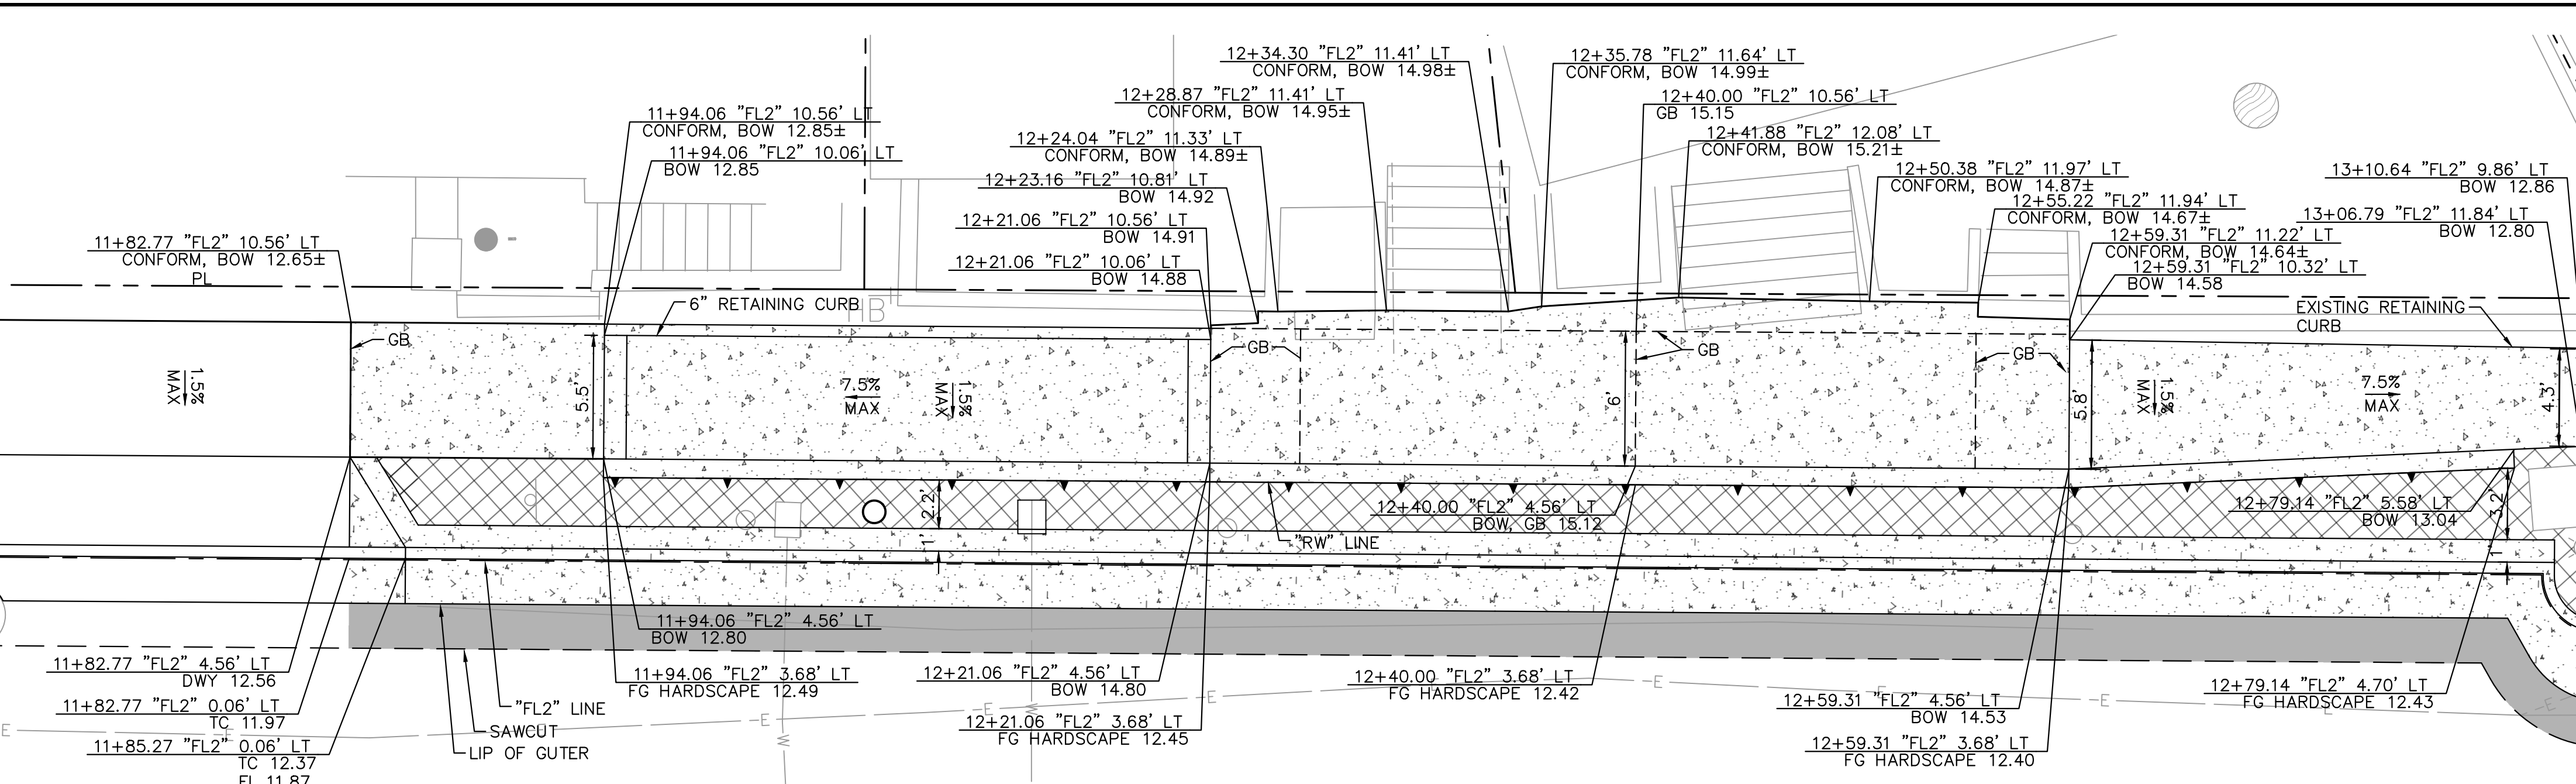 12+34.30 "FL2" 11.41' LT
CONFORM, BOW 14.98±
12+35.78 "FL2" 11.64' LT
CONFORM, BOW 14.99±
12+28.87 "FL2" 11.41' LT
CONFORM, BOW 14.95±
12+40.00 "FL2" 10.56' LT
GB 15.15
11+94.06 "FL2" 10.56' LT
CONFORM, BOW 12.85±
12+24.04 "FL2" 11.33' LT
CONFORM, BOW 14.89±
12+41.88 "FL2" 12.08' LT
CONFORM, BOW 15.21±
11+94.06 "FL2" 10.06' LT
BOW 12.85
12+23.16 "FL2" 10.81' LT
BOW 14.92
12+50.38 "FL2" 11.97' LT
CONFORM, BOW 14.87±
13+10.64 "FL2" 9.86' LT
BOW 12.86
12+21.06 "FL2" 10.56' LT
BOW 14.91
12+55.22 "FL2" 11.94' LT
CONFORM, BOW 14.67±
13+06.79 "FL2" 11.84' LT
BOW 12.80
11+82.77 "FL2" 10.56' LT
CONFORM, BOW 12.65±
PL
12+59.31 "FL2" 11.22' LT
CONFORM, BOW 14.64±
12+21.06 "FL2" 10.06' LT
BOW 14.88
12+59.31 "FL2" 10.32' LT
BOW 14.58
6" RETAINING CURB
HB
EXISTING RETAINING
CURB
GB
GB
GB
GB
1.5%
MAX
5.5'
7.5%
MAX
1.5%
MAX
6'
5.8'
1.5%
MAX
7.5%
MAX
4.3'
2.2'
1'
12+40.00 "FL2" 4.56' LT
BOW, GB 15.12
"RW" LINE
12+79.14 "FL2" 5.58' LT
BOW 13.04
3.2'
1'
11+94.06 "FL2" 4.56' LT
BOW 12.80
11+82.77 "FL2" 4.56' LT
DWY 12.56
11+94.06 "FL2" 3.68' LT
FG HARDSCAPE 12.49
12+21.06 "FL2" 4.56' LT
BOW 14.80
12+40.00 "FL2" 3.68' LT
FG HARDSCAPE 12.42
12+59.31 "FL2" 4.56' LT
BOW 14.53
12+79.14 "FL2" 4.70' LT
FG HARDSCAPE 12.43
11+82.77 "FL2" 0.06' LT
TC 11.97
"FL2" LINE
SAWCUT
LIP OF GUTER
12+21.06 "FL2" 3.68' LT
FG HARDSCAPE 12.45
12+59.31 "FL2" 3.68' LT
FG HARDSCAPE 12.40
11+85.27 "FL2" 0.06' LT
TC 12.37
FL 11.87
E
E
E
E
E
E
E
E
E
W
W